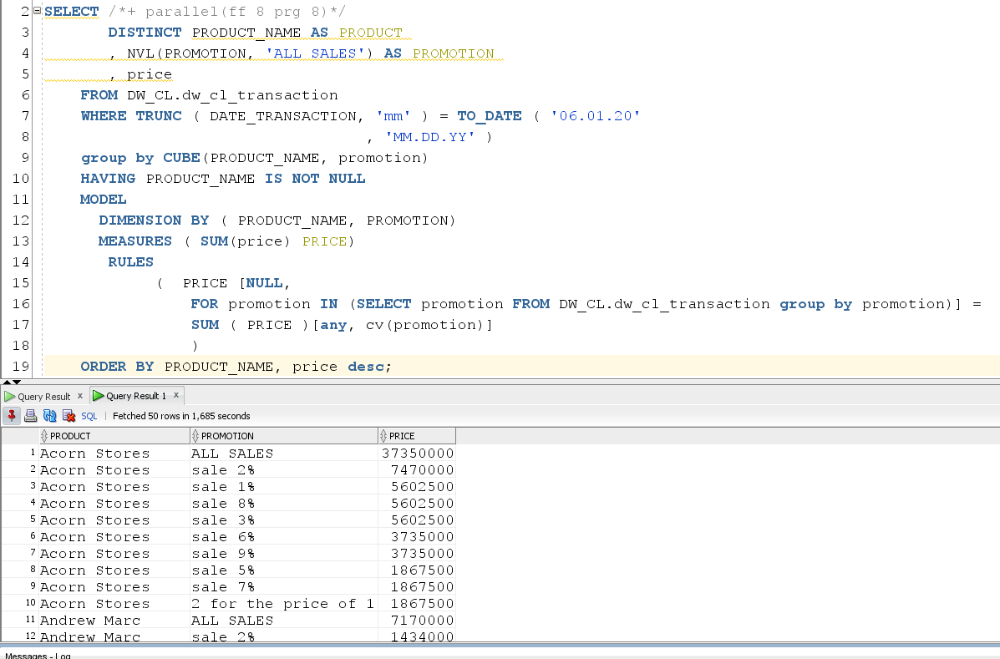 2 SELECT /*+ parallel(ff 8 prg 8)*/
3 DISTINCT PRODUCT_NAME AS PRODUCT
4 , NVL(PROMOTION, 'ALL SALES') AS PROMOTION
5 , price
6 FROM DW_CL.dw_cl_transaction
7 WHERE TRUNC ( DATE_TRANSACTION, 'mm' ) = TO_DATE ( '06.01.20'
8 , 'MM.DD.YY' )
9 group by CUBE(PRODUCT_NAME, promotion)
10 HAVING PRODUCT_NAME IS NOT NULL
11 MODEL
12 DIMENSION BY ( PRODUCT_NAME, PROMOTION)
13 MEASURES ( SUM(price) PRICE)
14 RULES
15 ( PRICE [NULL,
16 FOR promotion IN (SELECT promotion FROM DW_CL.dw_cl_transaction group by promotion)] =
17 SUM ( PRICE )[any, cv(promotion)]
18 )
19 ORDER BY PRODUCT_NAME, price desc;
Query Result x Query Result 1 x
SQL | Fetched 50 rows in 1,685 seconds
PRODUCT PROMOTION PRICE
1 Acorn Stores ALL SALES 37350000
2 Acorn Stores sale 2% 7470000
3 Acorn Stores sale 1% 5602500
4 Acorn Stores sale 8% 5602500
5 Acorn Stores sale 3% 5602500
6 Acorn Stores sale 6% 3735000
7 Acorn Stores sale 9% 3735000
8 Acorn Stores sale 5% 1867500
9 Acorn Stores sale 7% 1867500
10 Acorn Stores 2 for the price of 1 1867500
11 Andrew Marc ALL SALES 7170000
12 Andrew Marc sale 2% 1434000
Messages - Log